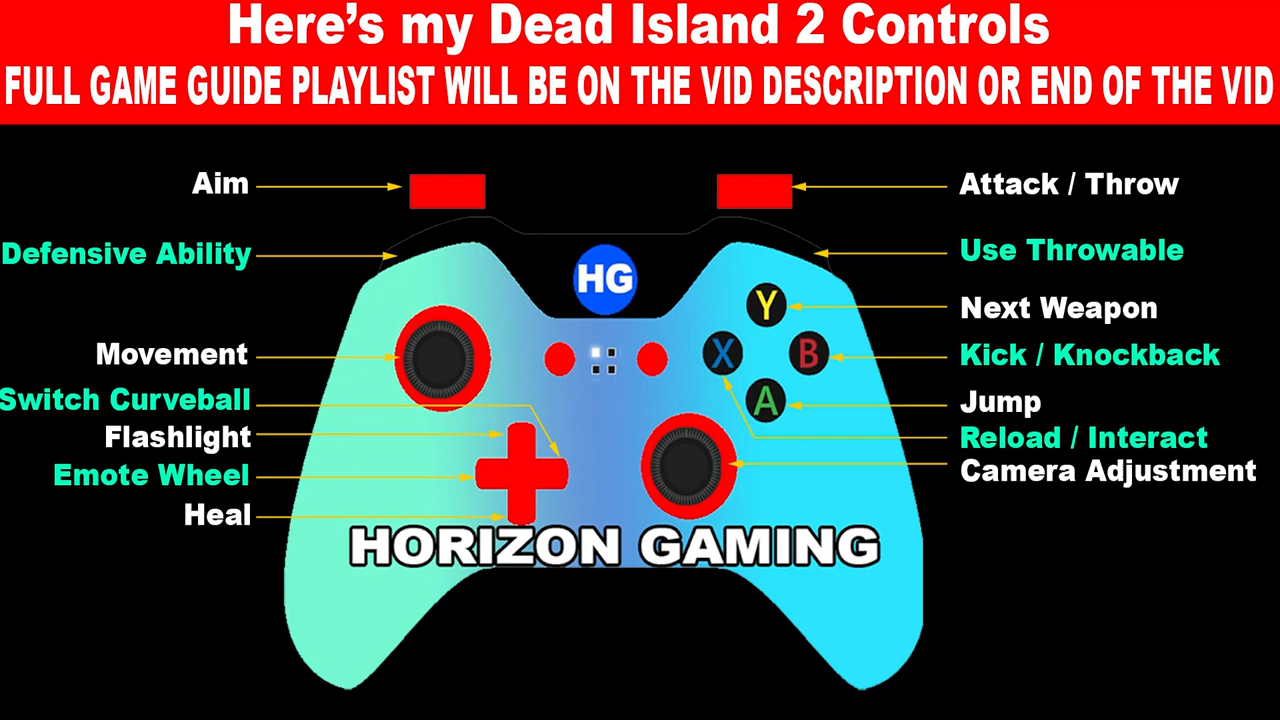 Here's my Dead Island 2 Controls
FULL GAME GUIDE PLAYLIST WILL BE ON THE VID DESCRIPTION OR END OF THE VID
Aim
Attack / Throw
Defensive Ability
Use Throwable
HG
Y
Next Weapon
Movement
X
B
Kick / Knockback
Switch Curveball
A
Jump
Flashlight
Reload / Interact
Emote Wheel
Camera Adjustment
Heal
HORIZON GAMING